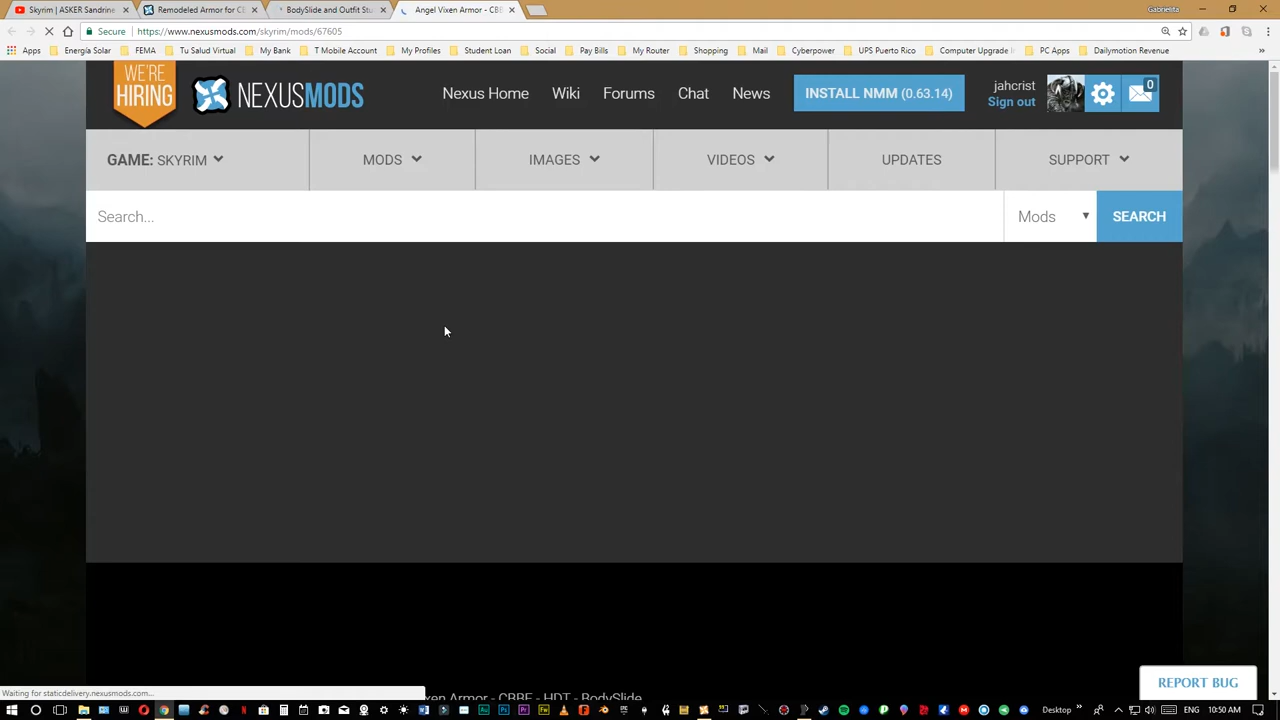 Skyrim | ASKER Sandrine
Remodeled Armor for C
BodySlide and Outfit Stu
Angel Vixen Armor - CBB
Gabrielita
Secure
https://www.nexusmods.com/skyrim/mods/67605
Apps
Energía Solar
FEMA
Tu Salud Virtual
My Bank
T Mobile Account
My Profiles
Student Loan
Social
Pay Bills
My Router
Shopping
Mail
Cyberpower
UPS Puerto Rico
Computer Upgrade I
PC Apps
Dailymotion Revenue
WE'RE
HIRING
NEXUSMODS
Nexus Home
Wiki
Forums
Chat
News
INSTALL NMM (0.63.14)
jahcrist
Sign out
0
GAME: SKYRIM
MODS
IMAGES
VIDEOS
UPDATES
SUPPORT
Search...
Mods
SEARCH
Waiting for staticdelivery.nexusmods.com...
xen Armor - CBBE - HDT - BodySlide
REPORT BUG
Desktop
10:50 AM